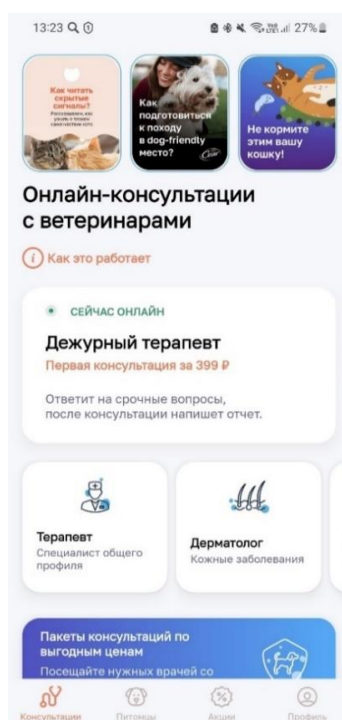 13:23
27%
Как читать
скрытые
сигналы?
Как
подготовиться
к походу
в dog-friendly
место?
Cesar
Не кормите
этим вашу
кошку!
Онлайн-консультации
с ветеринарами
Как это работает
СЕЙЧАС ОНЛАЙН
Дежурный терапевт
Первая консультация за 399 ₽
Ответит на срочные вопросы,
после консультации напишет отчет.
Терапевт
Специалист общего
профиля
Дерматолог
Кожные заболевания
Пакеты консультаций по
выгодным ценам
Посещайте нужных врачей со
Консультации
Питомцы
Акции
Профиль